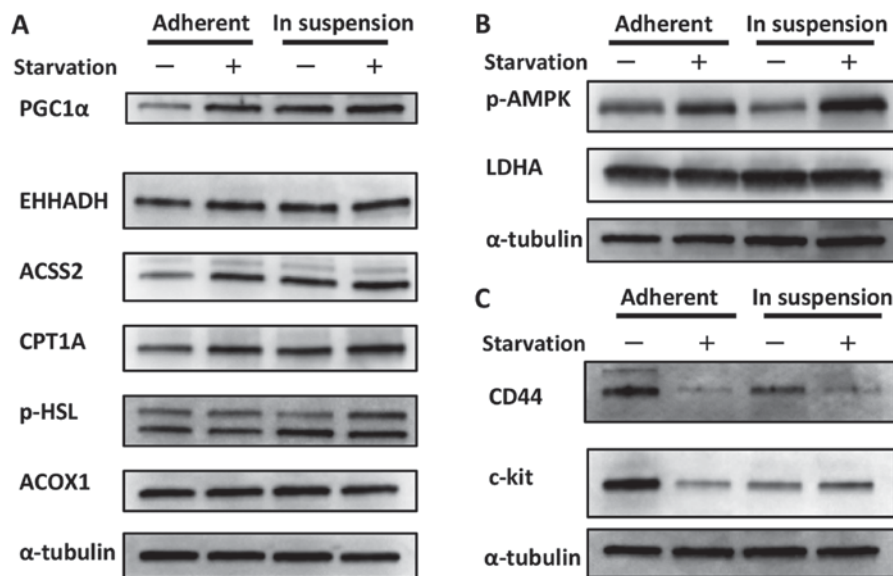 A
Adherent In suspension
Starvation − + − +
PGC1α
EHHADH
ACSS2
CPT1A
p-HSL
ACOX1
α-tubulin
B
Adherent In suspension
Starvation − + − +
p-AMPK
LDHA
α-tubulin
C
Adherent In suspension
Starvation − + − +
CD44
c-kit
α-tubulin